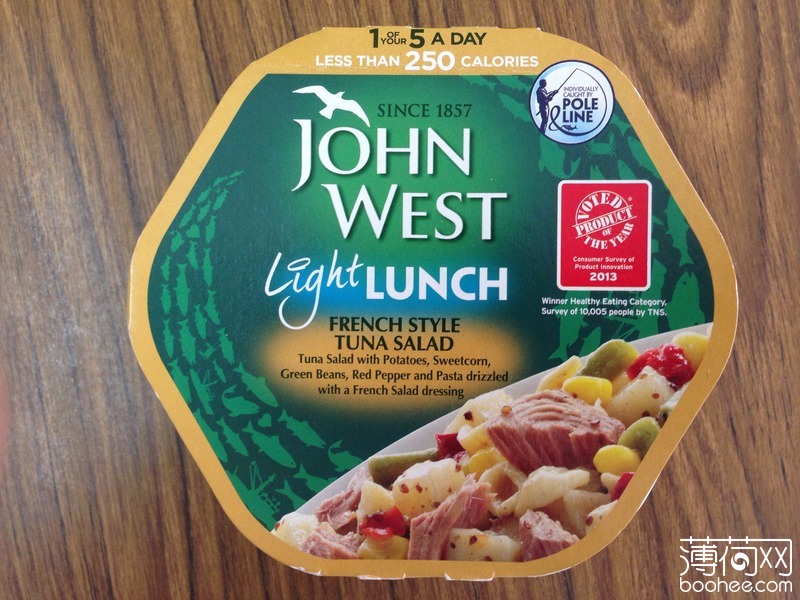 1 OF YOUR 5 A DAY
LESS THAN 250 CALORIES
INDIVIDUALLY
CAUGHT BY
POLE
& LINE
SINCE 1857
JOHN
WEST
Light LUNCH
FRENCH STYLE
TUNA SALAD
Tuna Salad with Potatoes, Sweetcorn,
Green Beans, Red Pepper and Pasta drizzled
with a French Salad dressing
VOTED
PRODUCT
OF
THE YEAR
Consumer Survey of
Product Innovation
2013
Winner Healthy Eating Category.
Survey of 10,005 people by TNS.
薄荷网
boohee.com